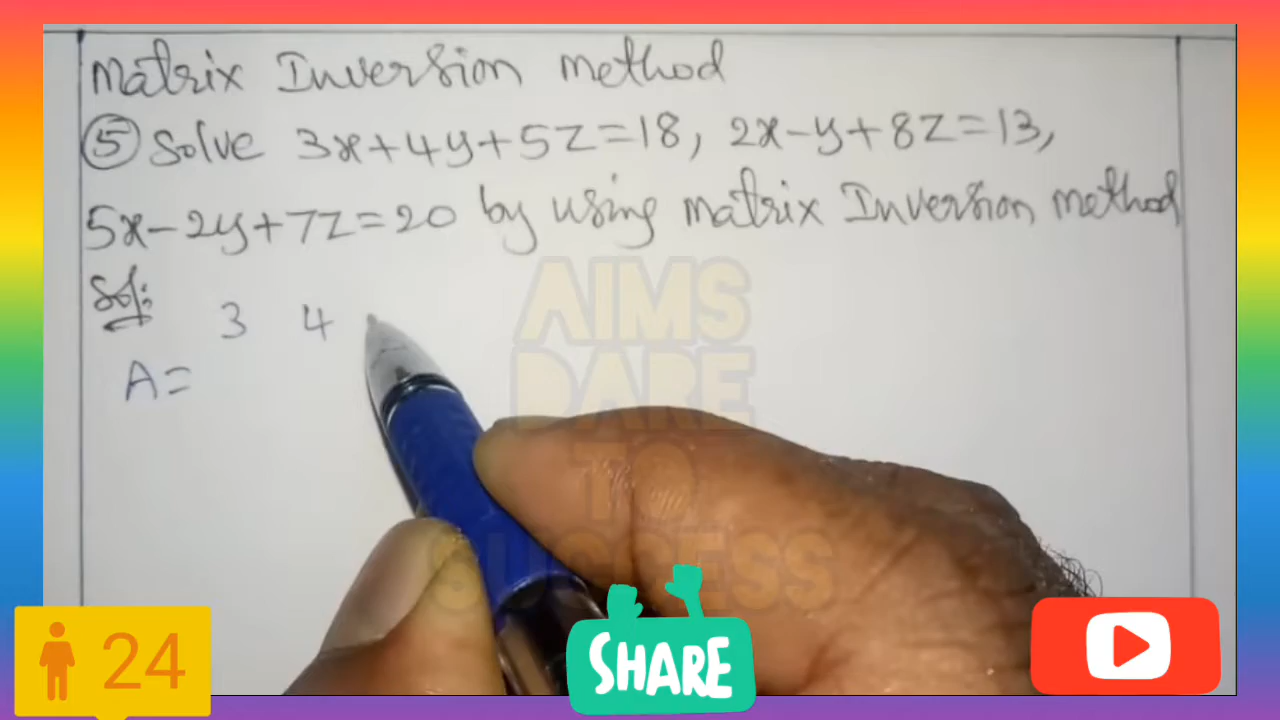 Matrix Inversion method
⑤ Solve 3x+4y+5z=18, 2x-y+8z=13,
5x-2y+7z=20 by using matrix Inversion method
Sol:
3 4
A=
AIMS
DARE
TO
SUCCESS
24
SHARE